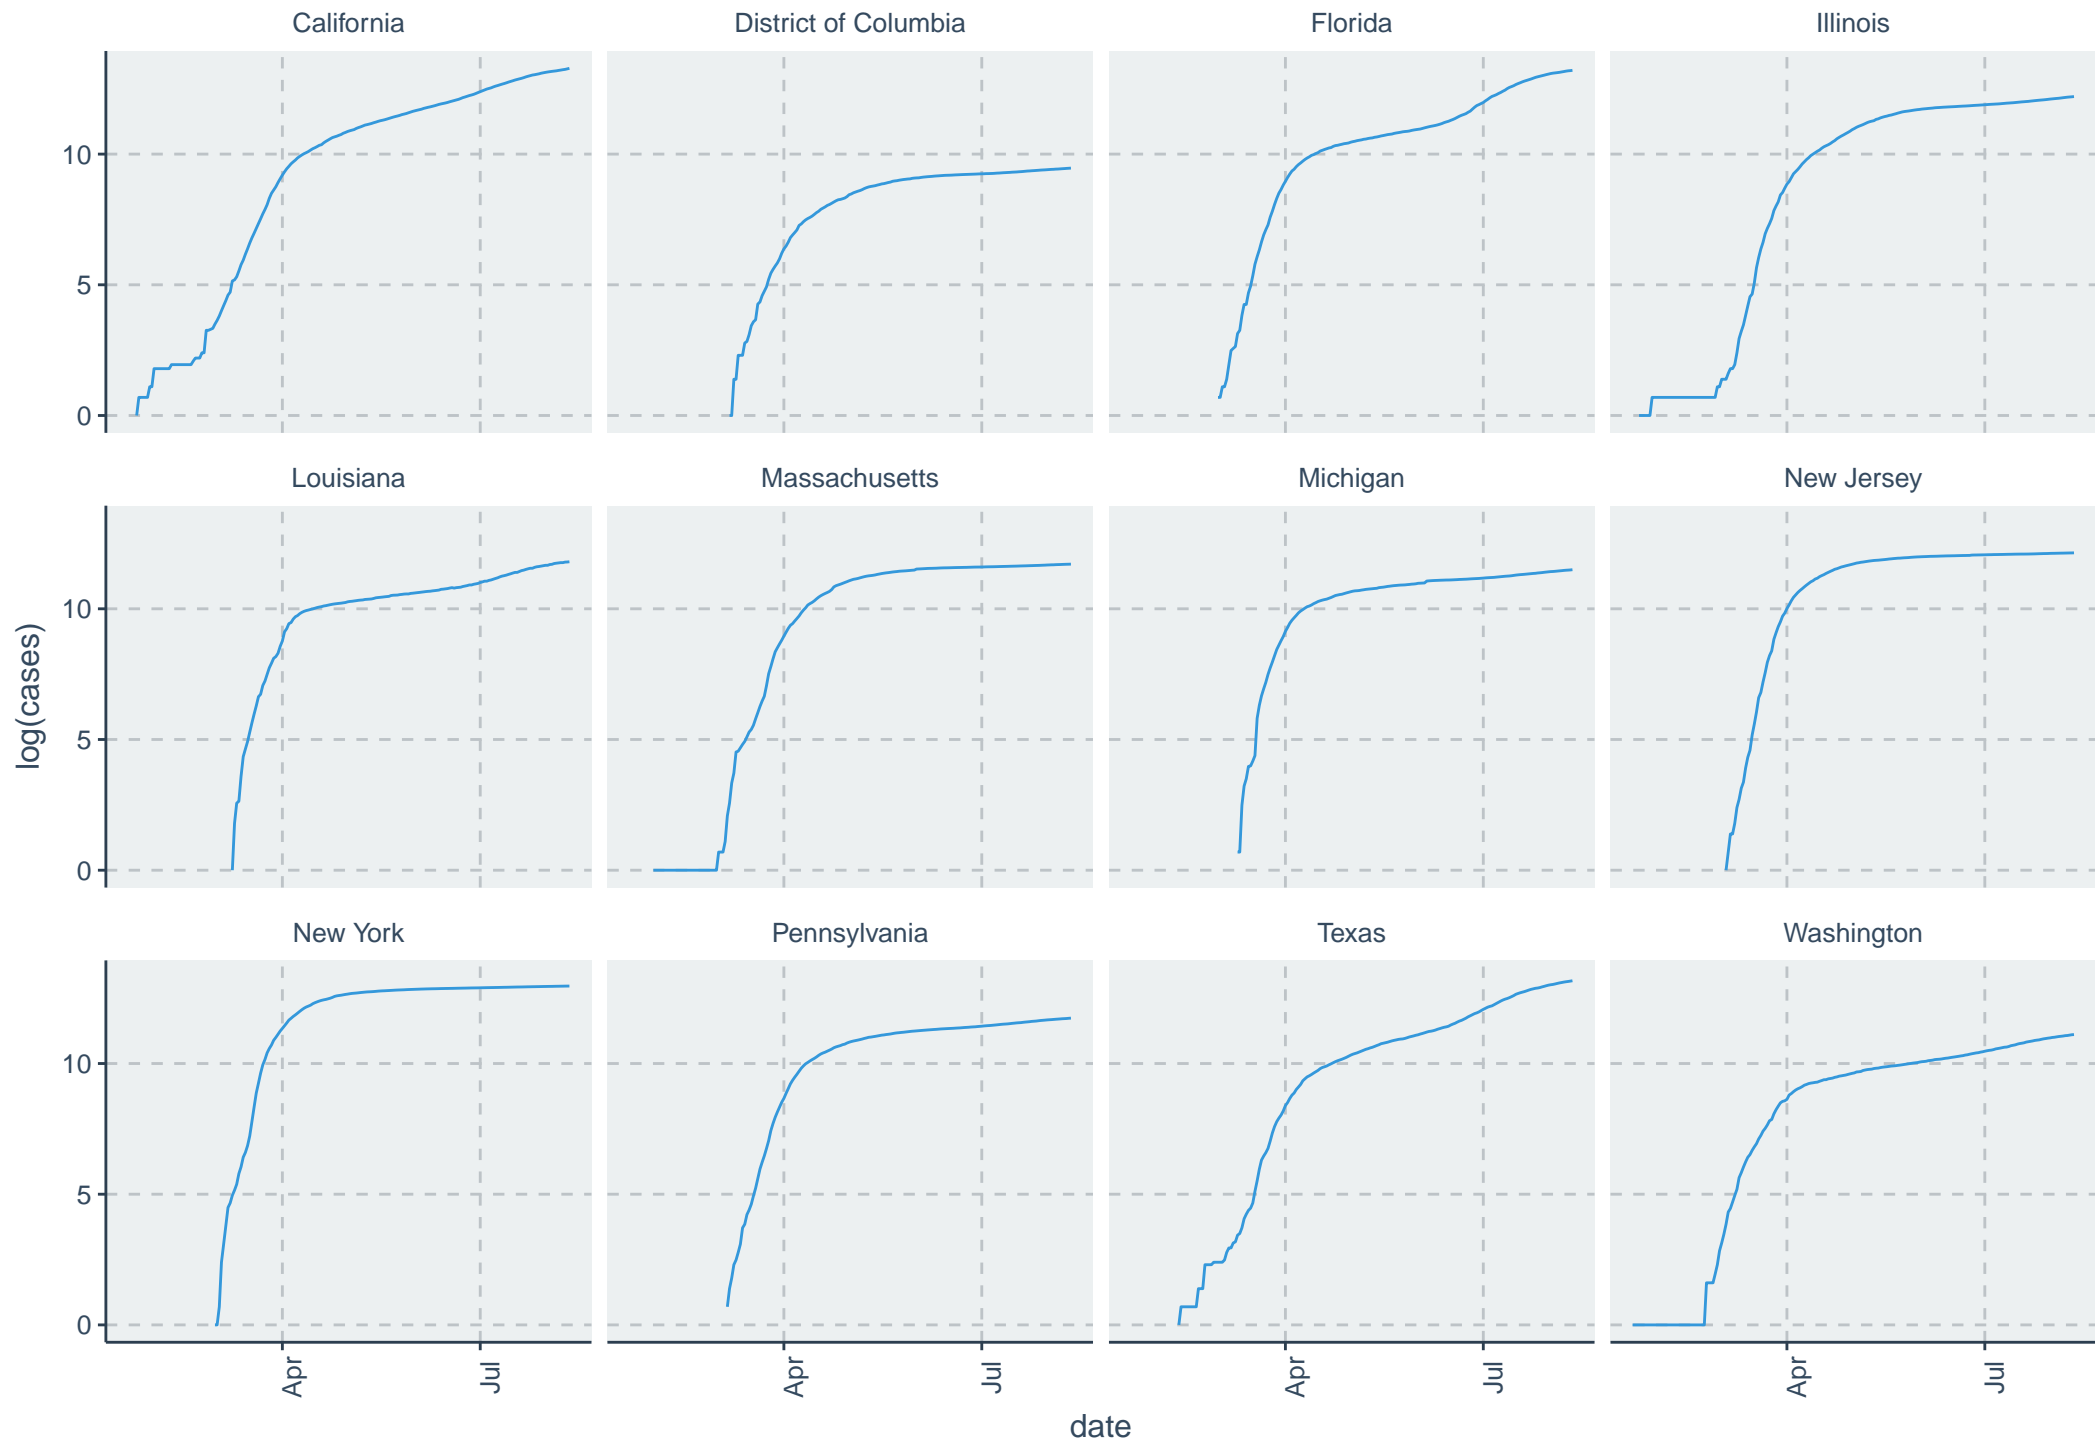 California
District of Columbia
Florida
Illinois
10
5
0
Louisiana
Massachusetts
Michigan
New Jersey
10
5
0
log(cases)
New York
Pennsylvania
Texas
Washington
10
5
0
Apr
Jul
Apr
Jul
Apr
Jul
Apr
Jul
date